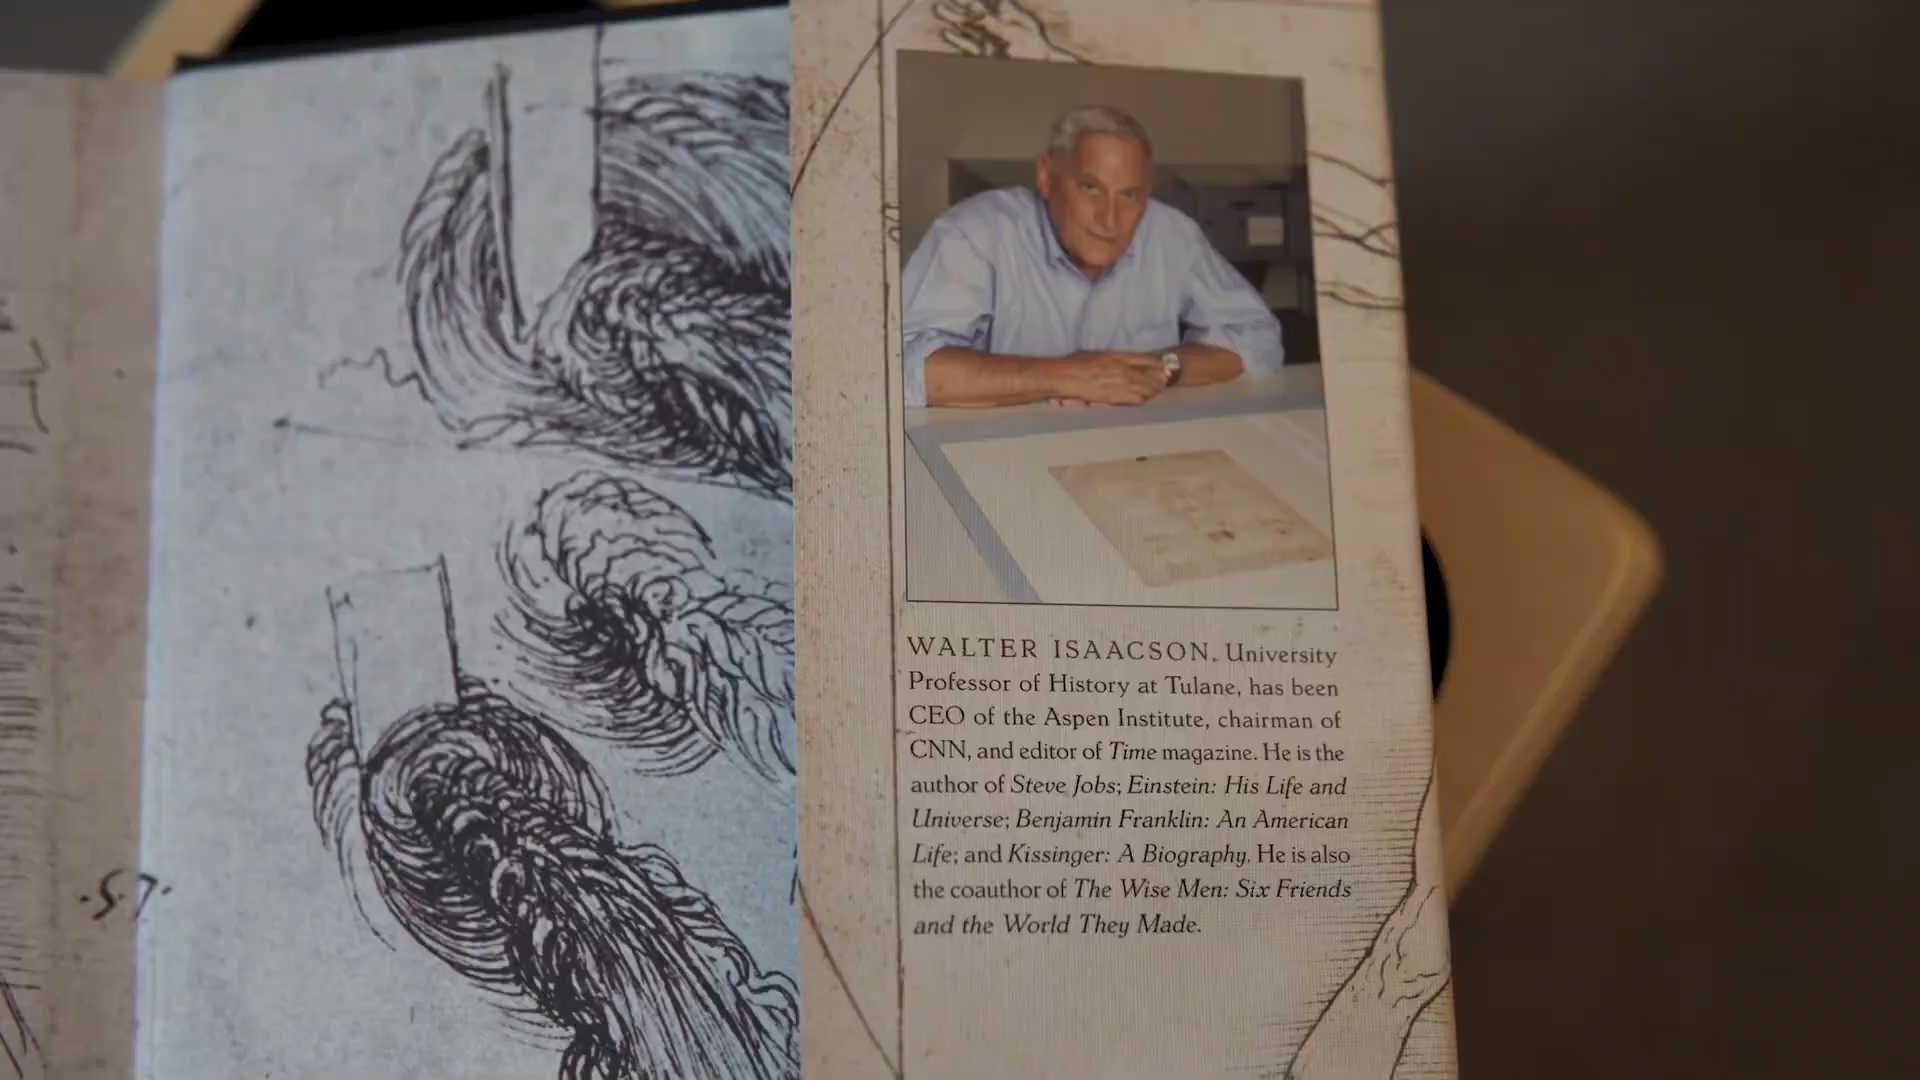 WALTER ISAACSON, University
Professor of History at Tulane, has been
CEO of the Aspen Institute, chairman of
CNN, and editor of Time magazine. He is the
author of Steve Jobs; Einstein: His Life and
Universe; Benjamin Franklin: An American
Life; and Kissinger: A Biography. He is also
the coauthor of The Wise Men: Six Friends
and the World They Made.